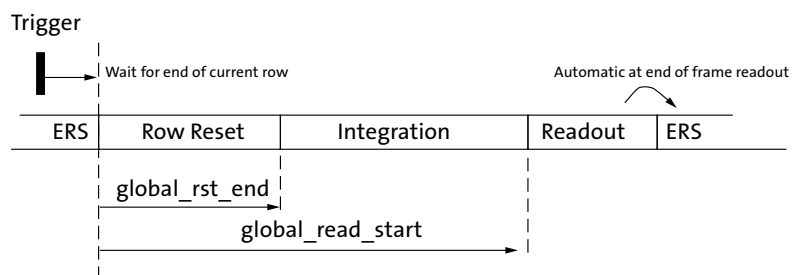 Trigger
Wait for end of current row
Automatic at end of frame readout
ERS Row Reset Integration Readout ERS
global_rst_end
global_read_start